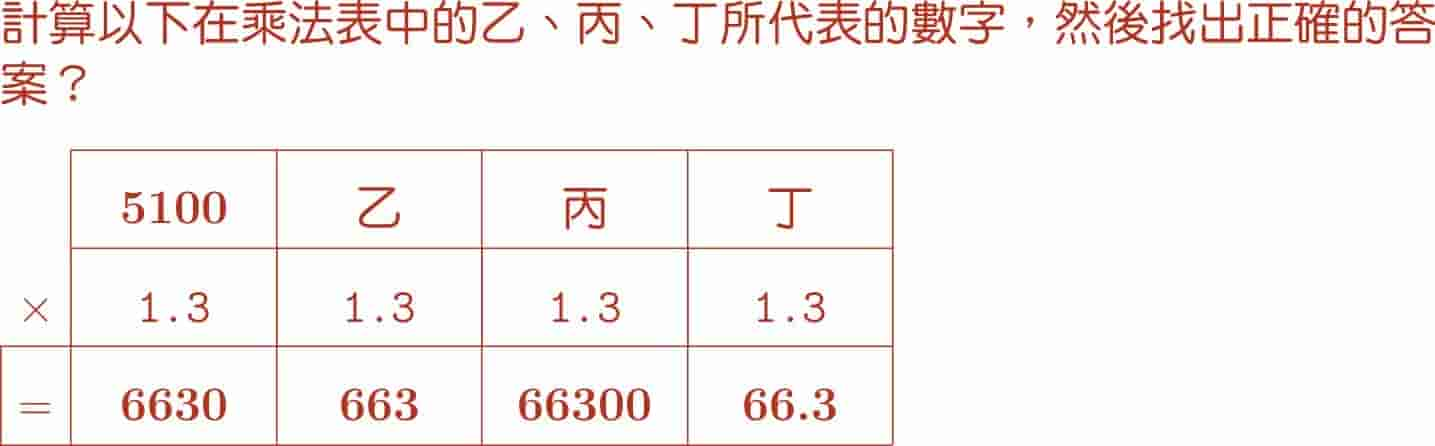 計算以下在乘法表中的乙、丙、丁所代表的數字，然後找出正確的答
案？
5100 乙 丙 丁
× 1.3 1.3 1.3 1.3
= 6630 663 66300 66.3